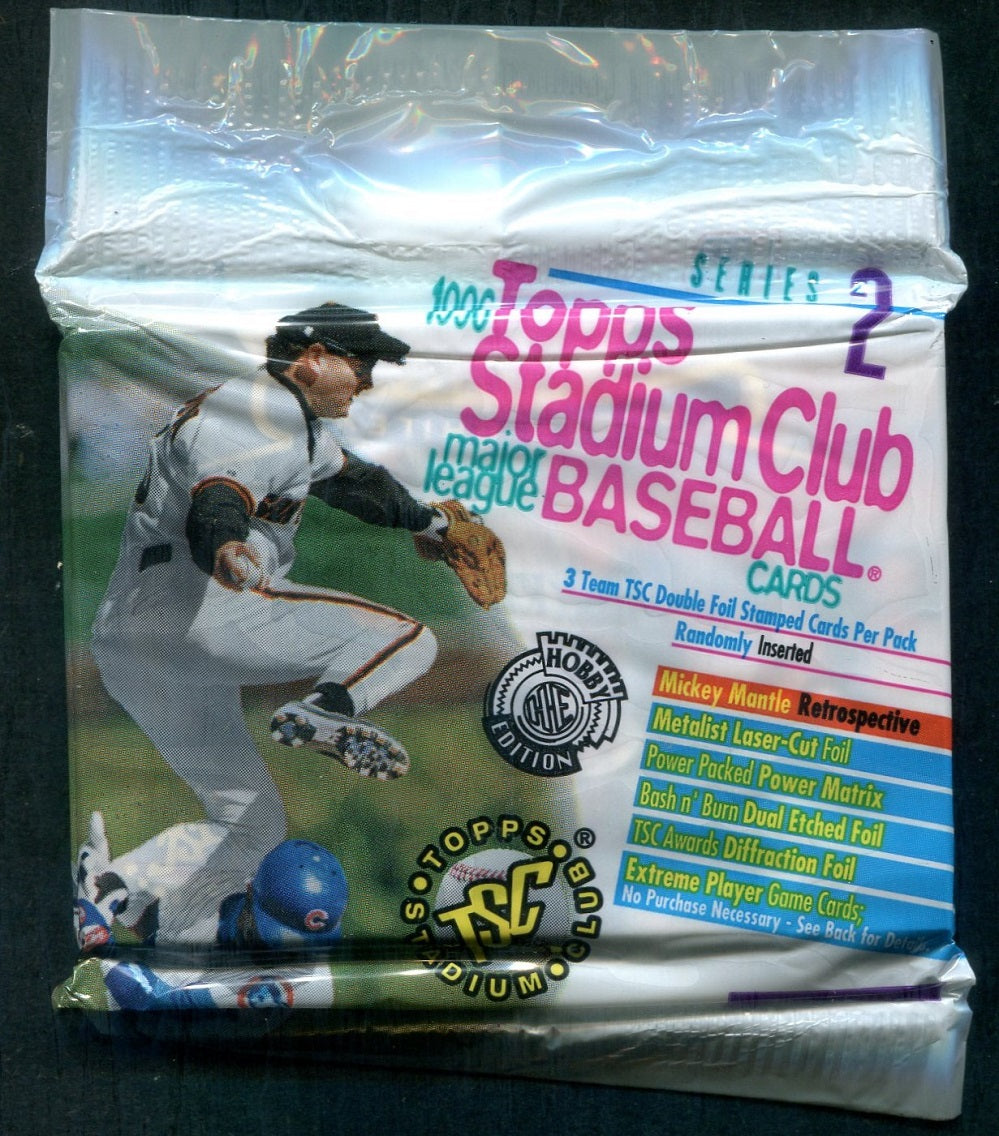 SERIES 2
1996 Topps
Stadium Club
major
league
BASEBALL®
CARDS
3 Team TSC Double Foil Stamped Cards Per Pack
Randomly Inserted
HOBBY
CHE
EDITION
Mickey Mantle Retrospective
Metalist Laser-Cut Foil
Power Packed Power Matrix
Bash n' Burn Dual Etched Foil
TSC Awards Diffraction Foil
Extreme Player Game Cards;
No Purchase Necessary - See Back for Details.
TOPPS ®
STADIUM
CLUB
TSC
C